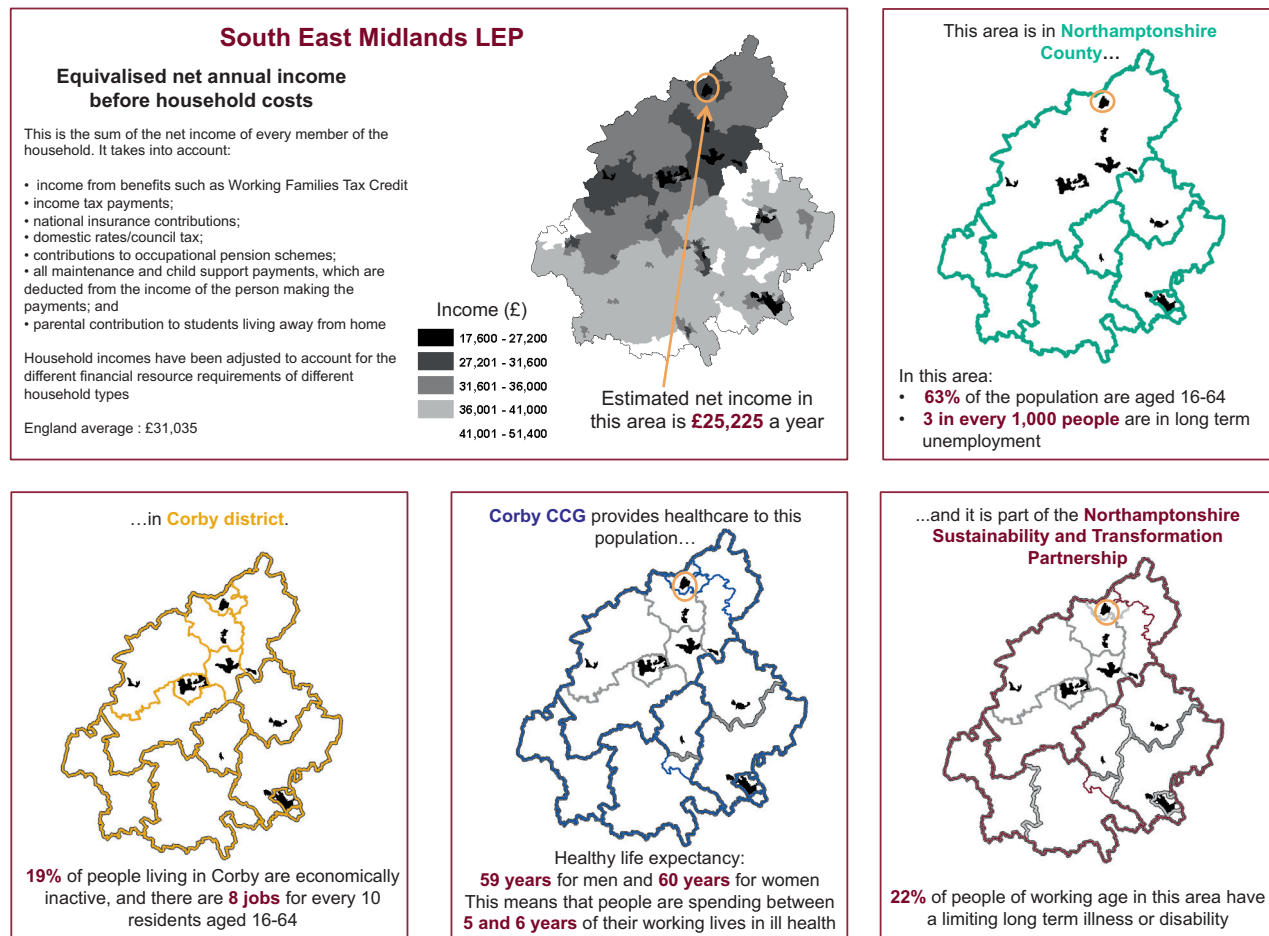 South East Midlands LEP
Equivalised net annual income
before household costs
This is the sum of the net income of every member of the
household. It takes into account:
• income from benefits such as Working Families Tax Credit
• income tax payments;
• national insurance contributions;
• domestic rates/council tax;
• contributions to occupational pension schemes;
• all maintenance and child support payments, which are
deducted from the income of the person making the
payments; and
• parental contribution to students living away from home
Household incomes have been adjusted to account for the
different financial resource requirements of different
household types
England average : £31,035
Income (£)
17,600 - 27,200
27,201 - 31,600
31,601 - 36,000
36,001 - 41,000
41,001 - 51,400
Estimated net income in
this area is £25,225 a year
This area is in Northamptonshire
County…
In this area:
• 63% of the population are aged 16-64
• 3 in every 1,000 people are in long term
unemployment
…in Corby district.
19% of people living in Corby are economically
inactive, and there are 8 jobs for every 10
residents aged 16-64
Corby CCG provides healthcare to this
population…
Healthy life expectancy:
59 years for men and 60 years for women
This means that people are spending between
5 and 6 years of their working lives in ill health
...and it is part of the Northamptonshire
Sustainability and Transformation
Partnership
22% of people of working age in this area have
a limiting long term illness or disability